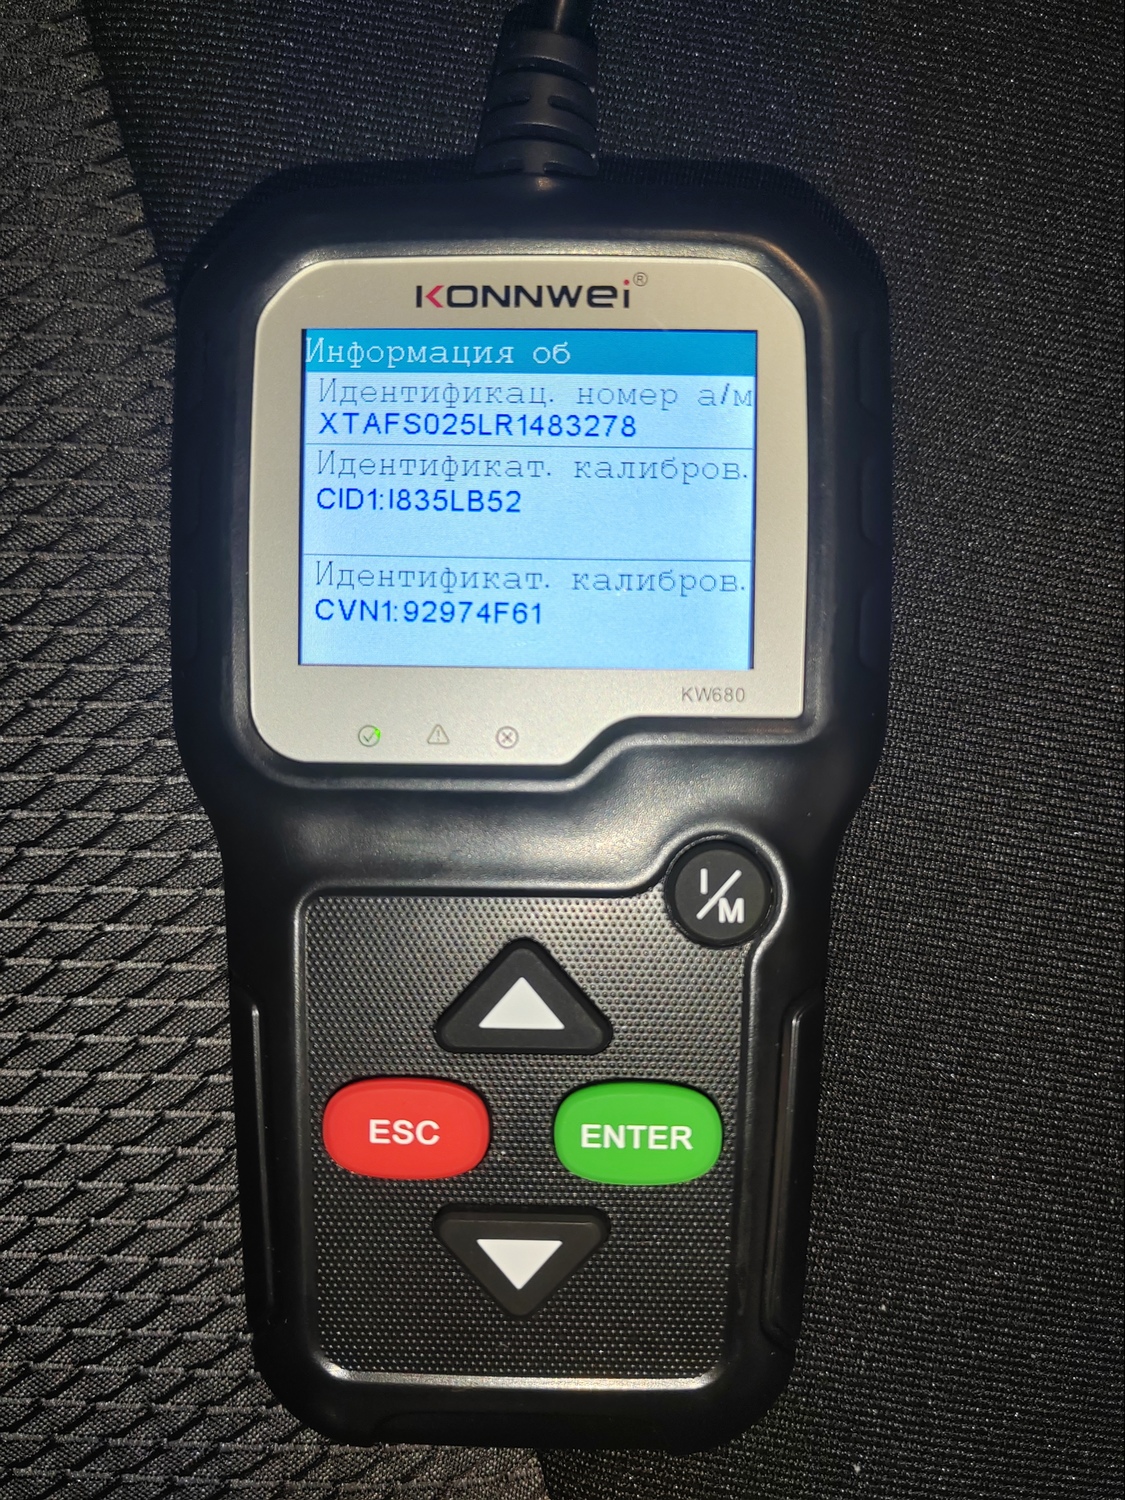 KONNWEI®
Информация об
Идентификац. номер а/м
XTAFS025LR1483278
Идентификат. калибров.
CID1:I835LB52
Идентификат. калибров.
CVN1:92974F61
KW680
I/M
ESC
ENTER